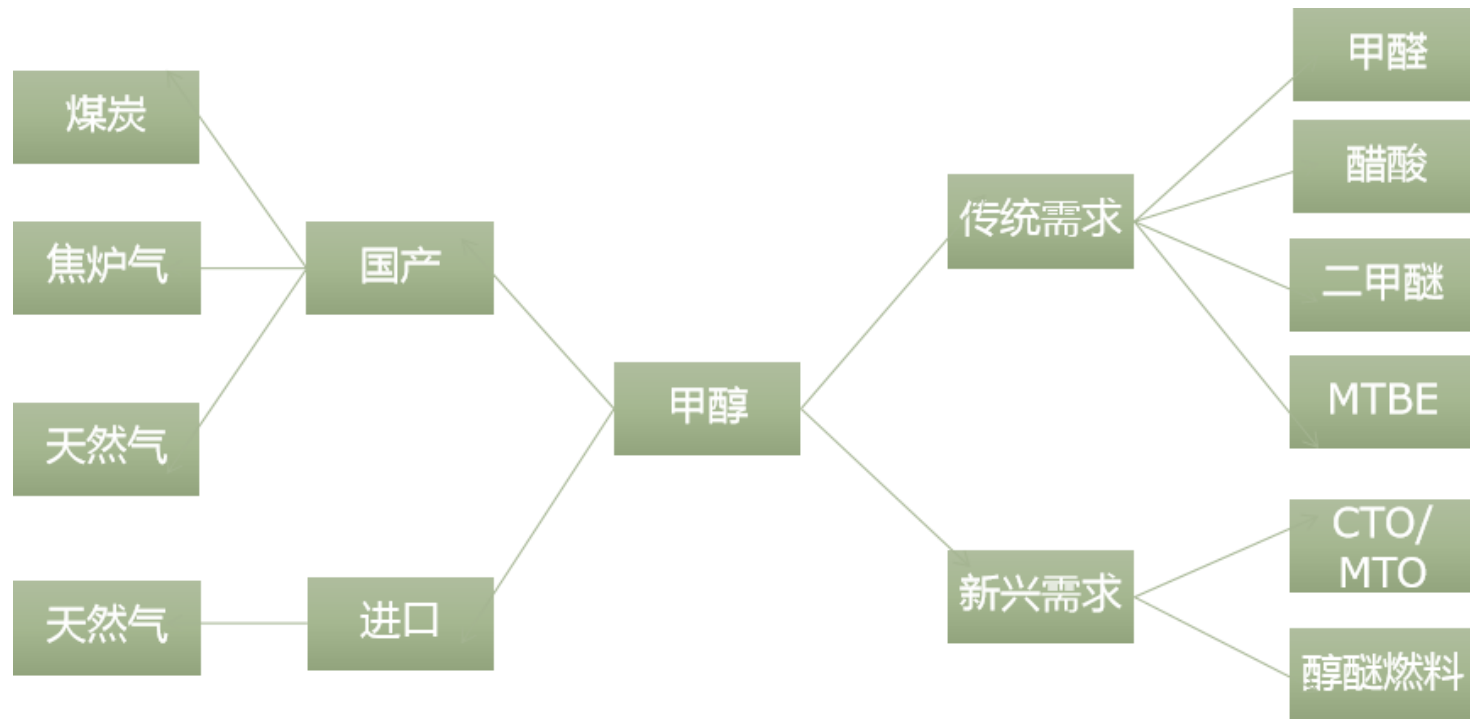 煤炭
焦炉气
天然气
天然气
国产
进口
甲醇
传统需求
新兴需求
甲醛
醋酸
二甲醚
MTBE
CTO/
MTO
醇醚燃料